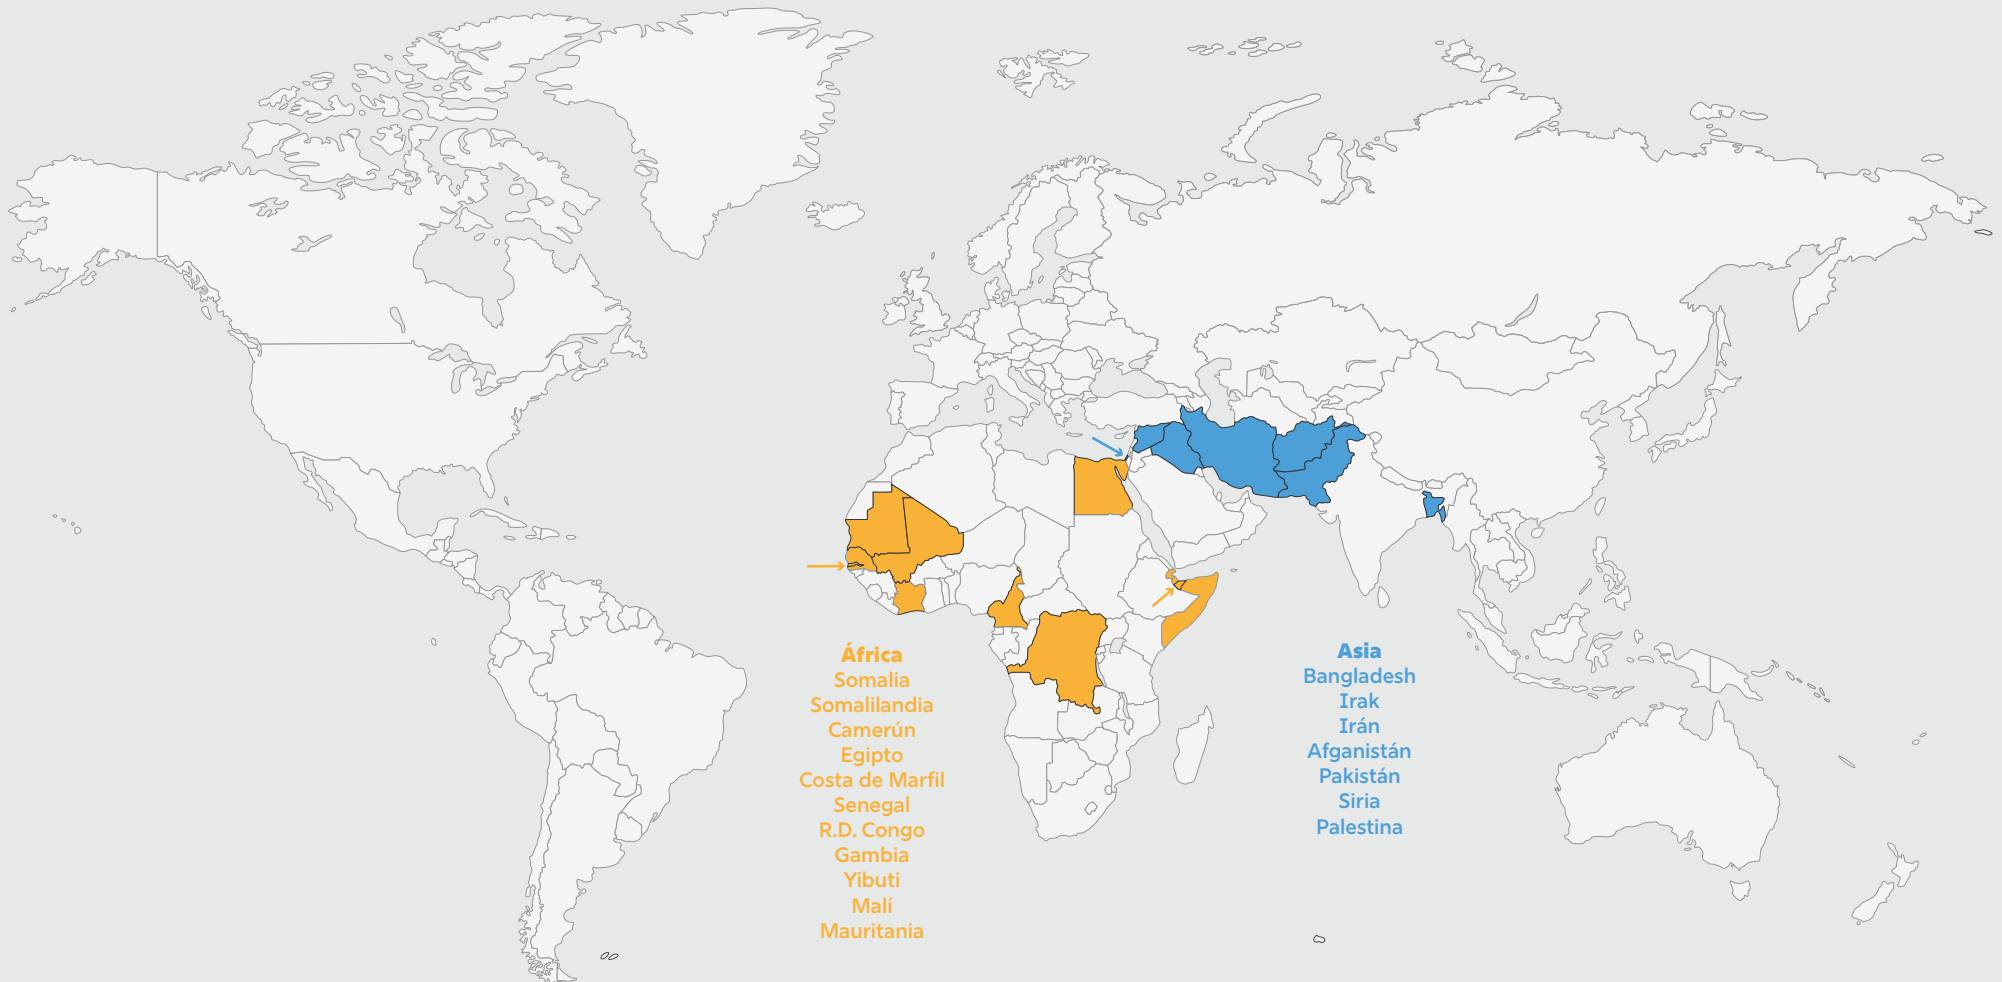 África
Somalia
Somalilandia
Camerún
Egipto
Costa de Marfil
Senegal
R.D. Congo
Gambia
Yibuti
Malí
Mauritania
Asia
Bangladesh
Irak
Irán
Afganistán
Pakistán
Siria
Palestina